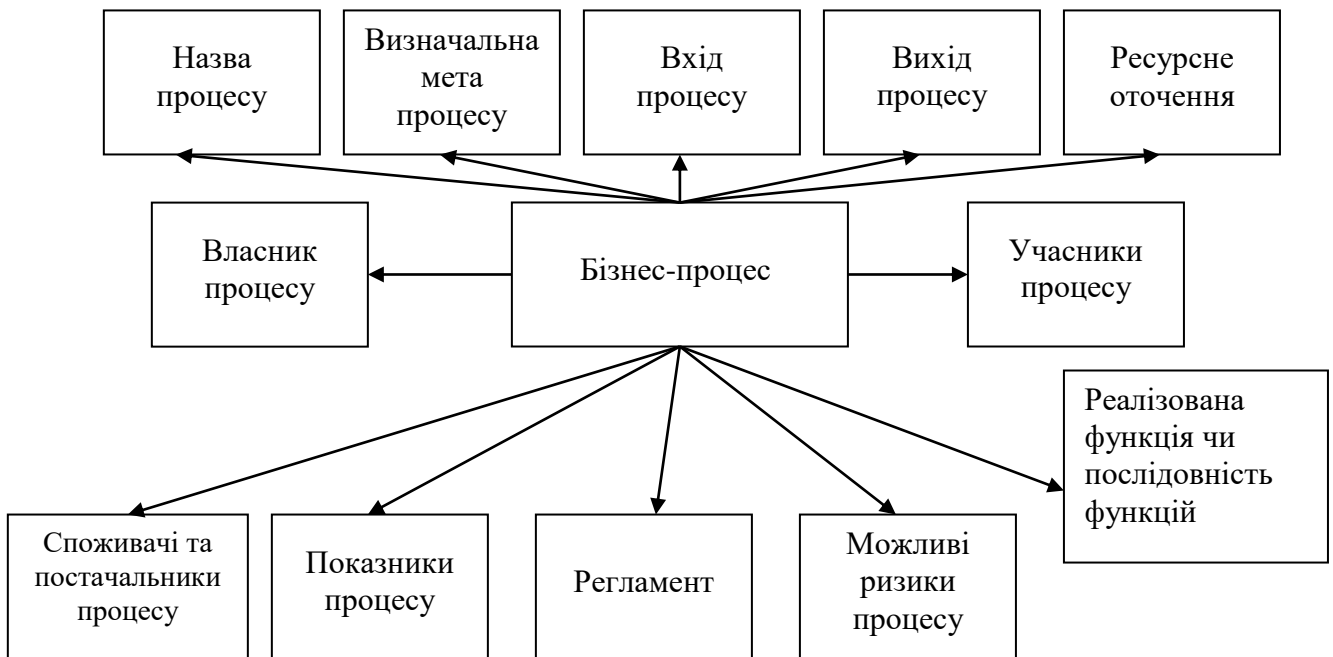 Назва
процесу
Визначальна
мета
процесу
Вхід
процесу
Вихід
процесу
Ресурсне
оточення
Власник
процесу
Бізнес-процес
Учасники
процесу
Реалізована
функція чи
послідовність
функцій
Споживачі та
постачальники
процесу
Показники
процесу
Регламент
Можливі
ризики
процесу